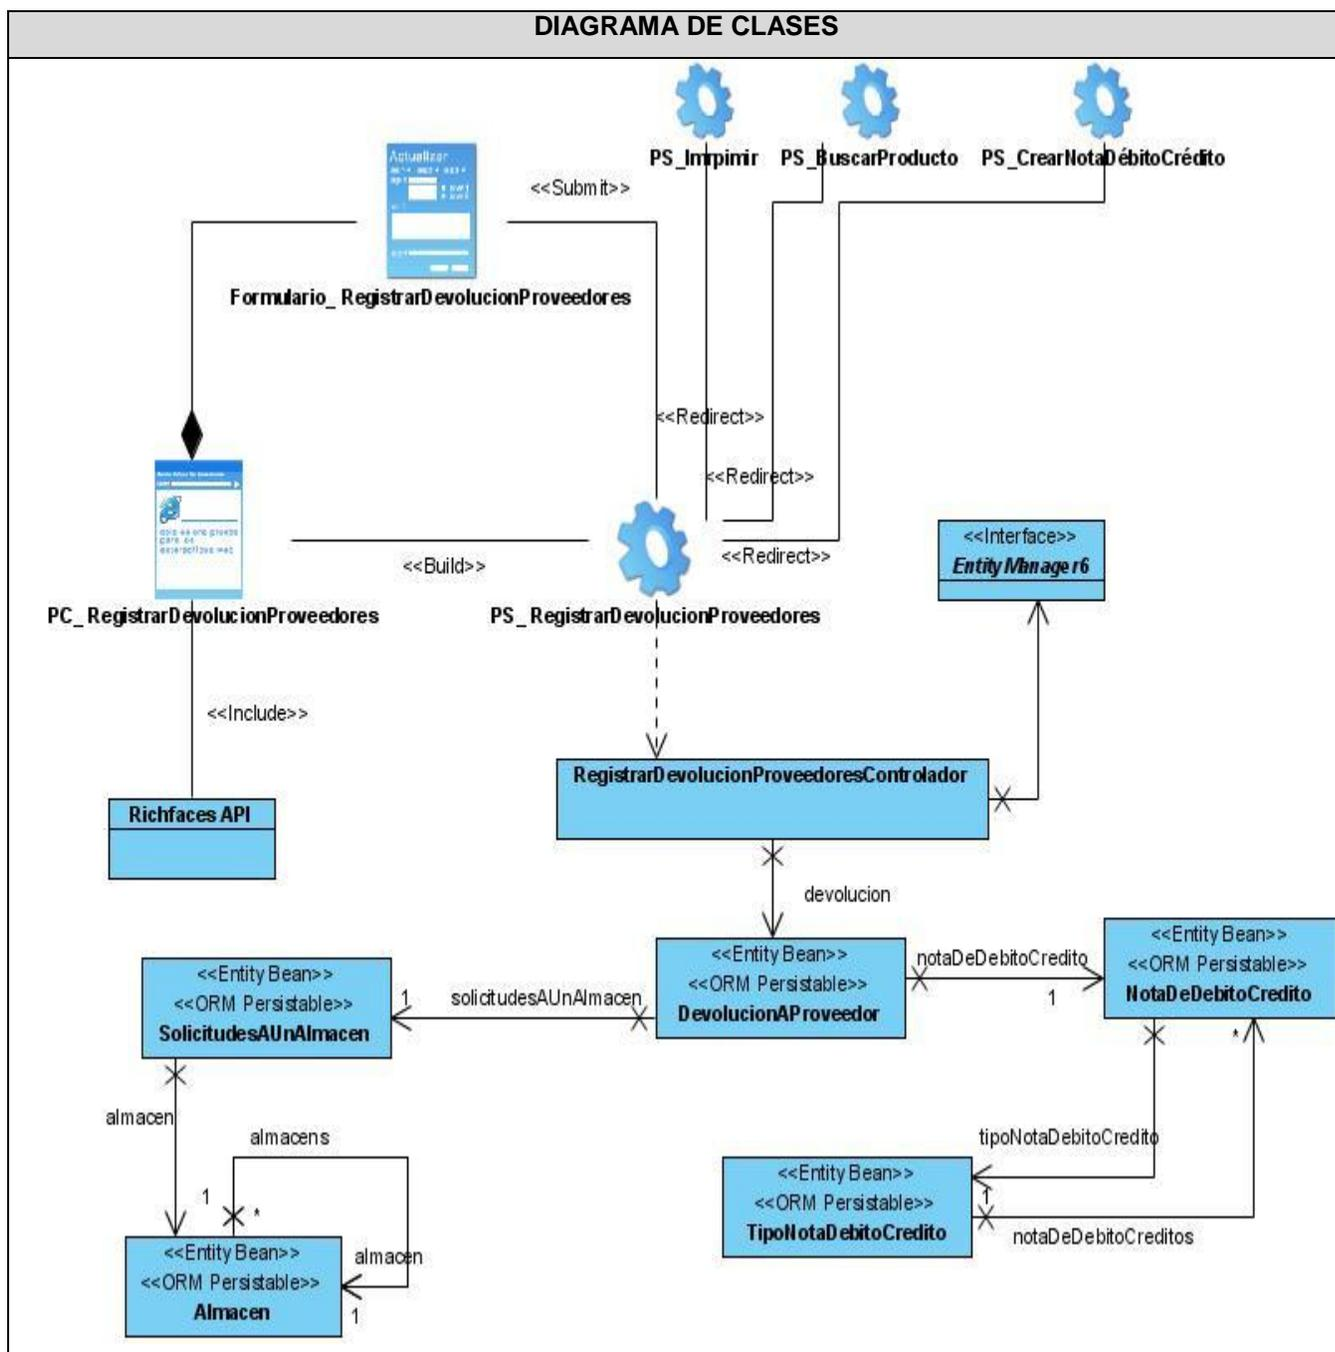 DIAGRAMA DE CLASES
PS_Imrpimir
PS_BuscarProducto
PS_CrearNotaDébitoCrédito
Actualizar
<<Submit>>
Formulario_ RegistrarDevolucionProveedores
<<Redirect>>
<<Redirect>>
<<Redirect>>
<<Build>>
PC_ RegistrarDevolucionProveedores
PS_ RegistrarDevolucionProveedores
<<Interface>>
EntityManager6
<<Include>>
Richfaces API
RegistrarDevolucionProveedoresControlador
devolucion
<<Entity Bean>>
<<ORM Persistable>>
SolicitudesAUnAlmacen
1
solicitudesAUnAlmacen
<<Entity Bean>>
<<ORM Persistable>>
DevolucionAProveedor
notaDeDebitoCredito
1
<<Entity Bean>>
<<ORM Persistable>>
NotaDeDebitoCredito
*
almacen
almacens
1
*
almacen
1
<<Entity Bean>>
<<ORM Persistable>>
Almacen
tipoNotaDebitoCredito
1
<<Entity Bean>>
<<ORM Persistable>>
TipoNotaDebitoCredito
notaDeDebitoCreditos